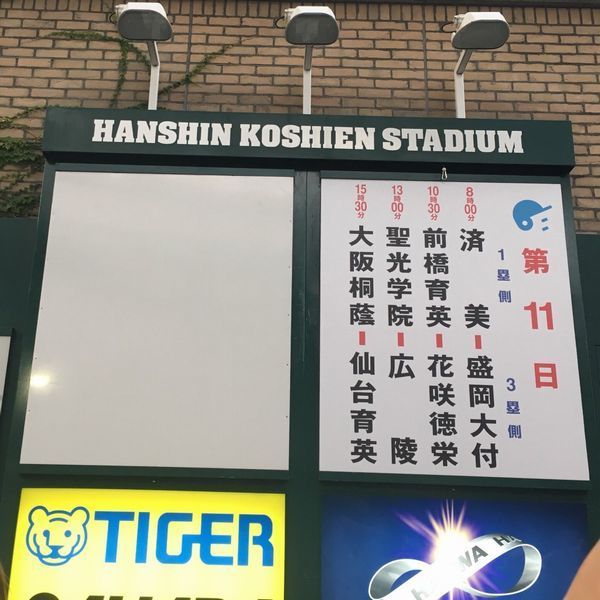 HANSHIN KOSHIEN STADIUM
第11日
1塁側
3塁側
8時00分
済美-盛岡大付
10時30分
前橋育英-花咲徳栄
13時00分
聖光学院-広陵
15時30分
大阪桐蔭-仙台育英
TIGER